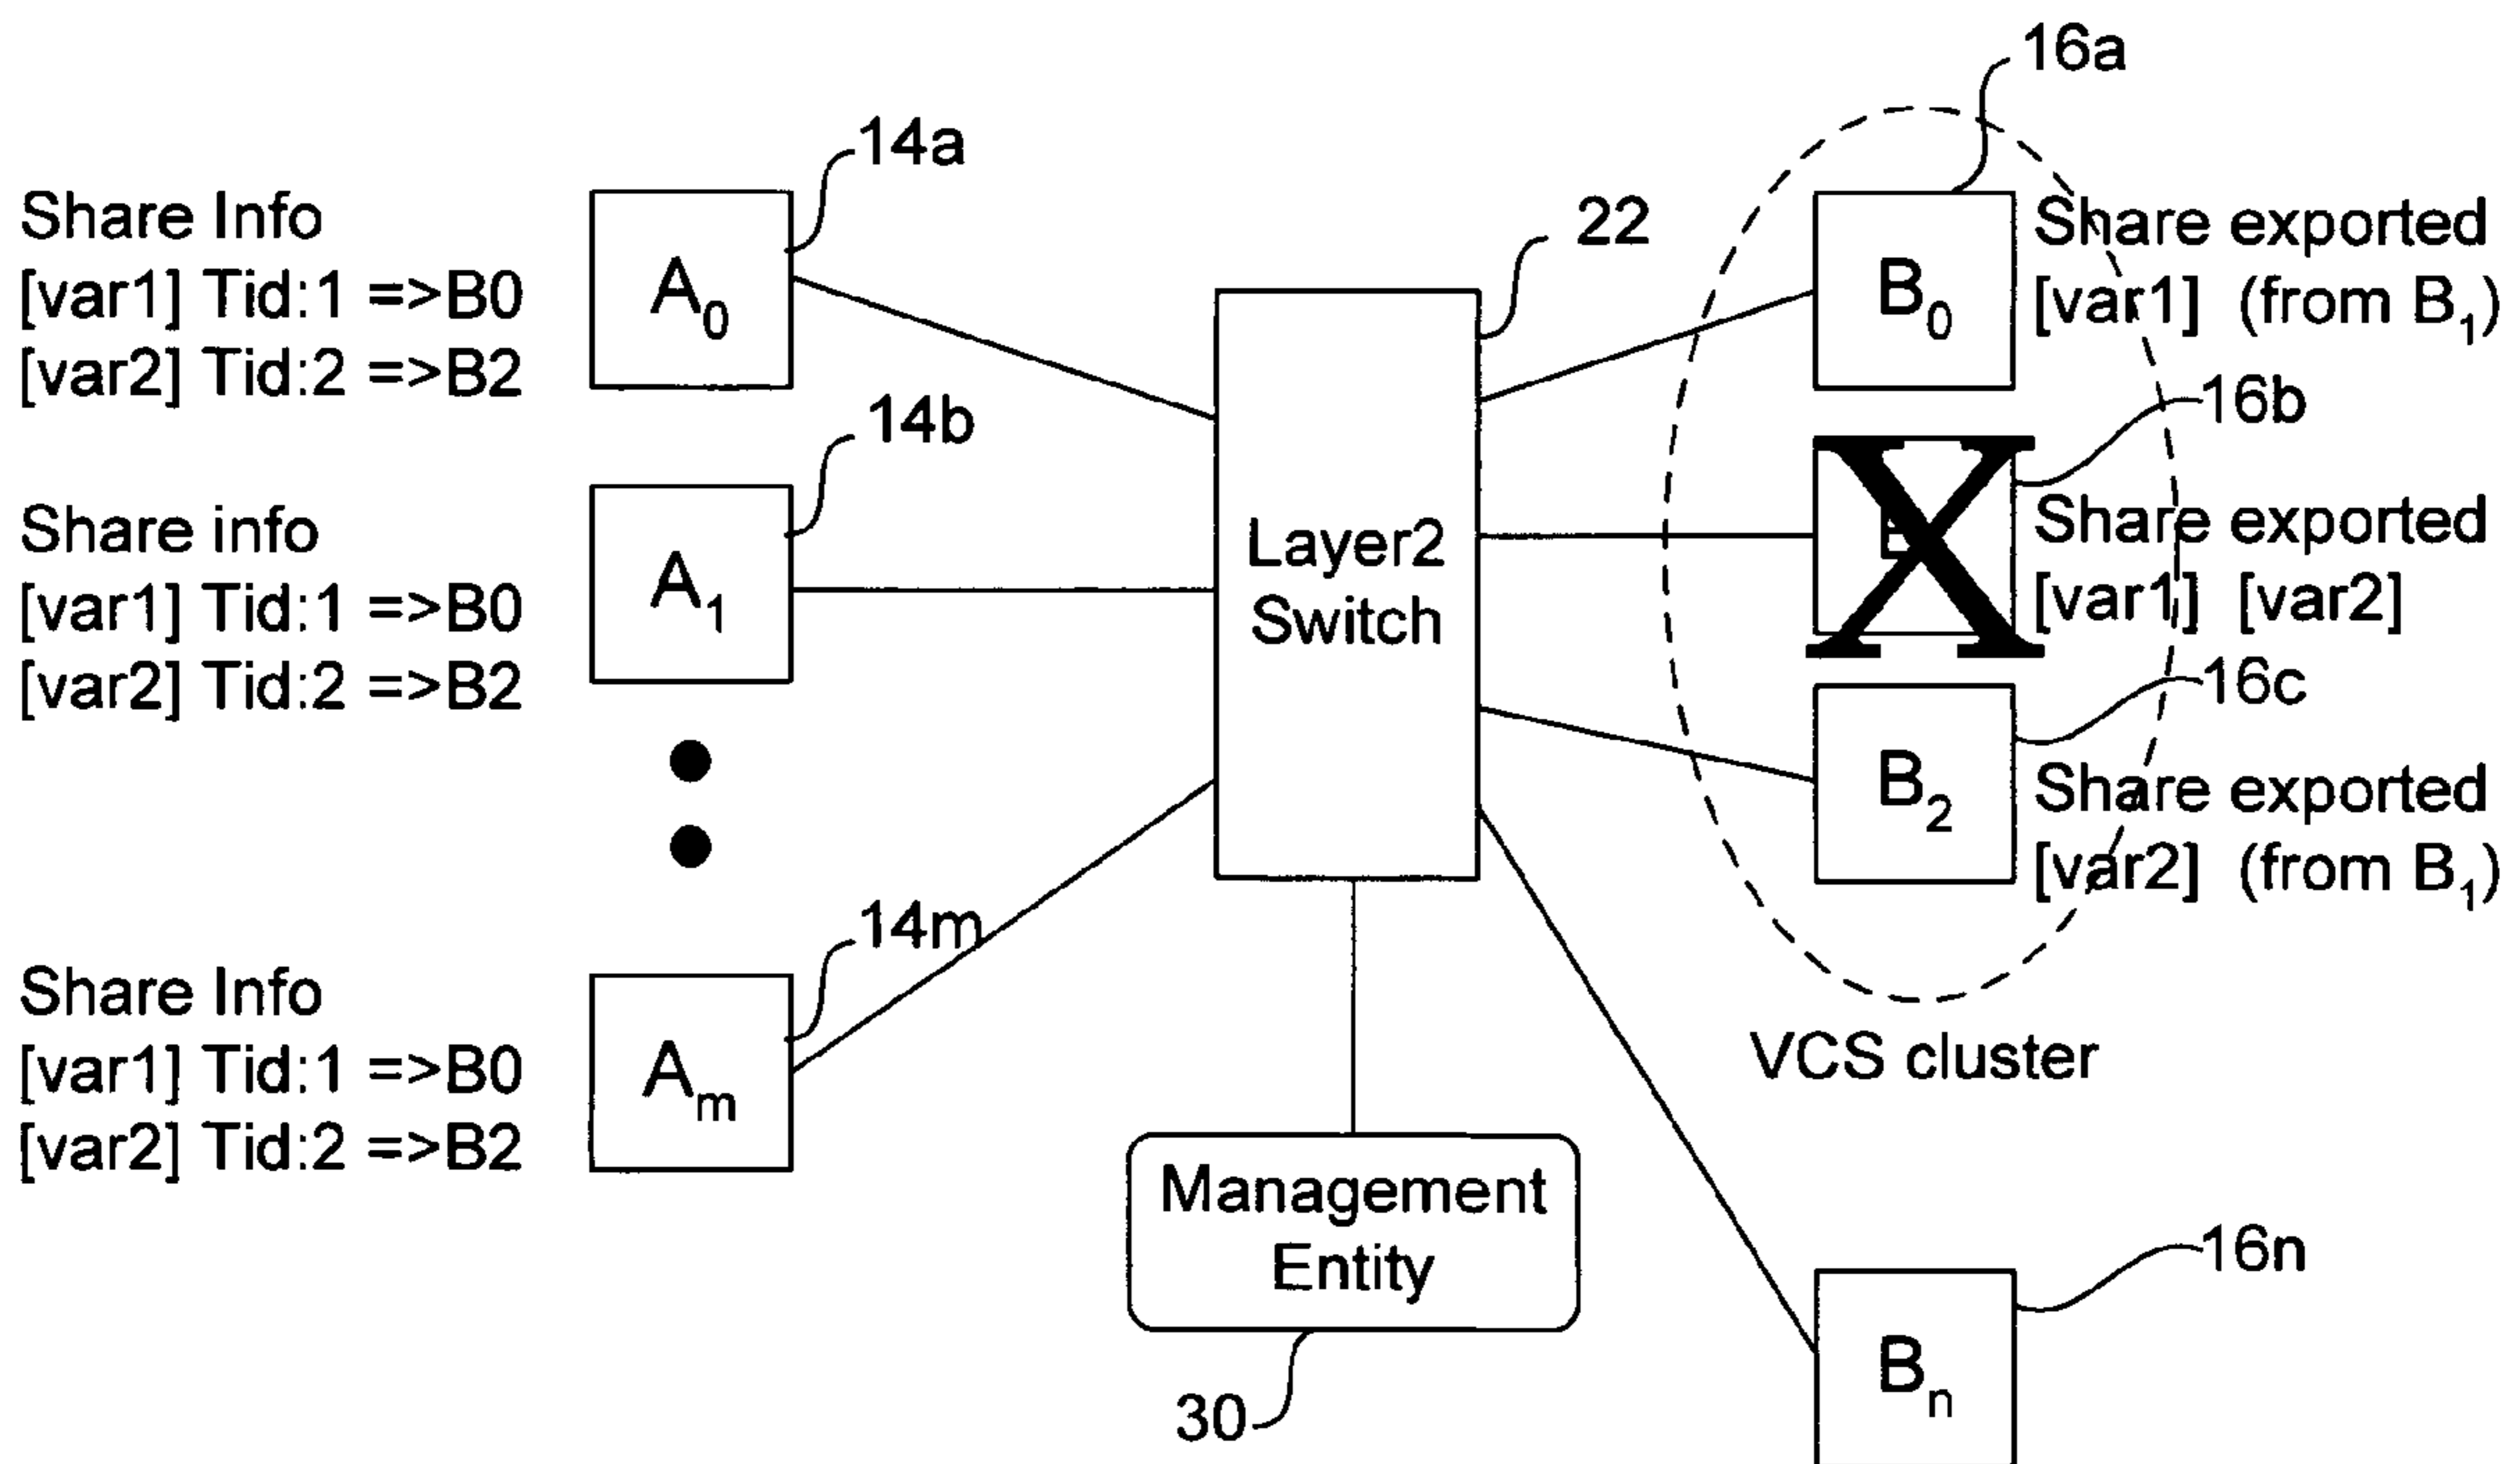 16a
14a
Share Info
[var1] Tid:1 =>B0
[var2] Tid:2 =>B2
A0
22
B0
Share exported
[var1] (from B1)
14b
16b
Share info
[var1] Tid:1 =>B0
[var2] Tid:2 =>B2
A1
Layer2
Switch
X
Share exported
[var1] [var2]
16c
B2
Share exported
[var2] (from B1)
14m
Share Info
[var1] Tid:1 =>B0
[var2] Tid:2 =>B2
Am
VCS cluster
Management
Entity
30
16n
Bn